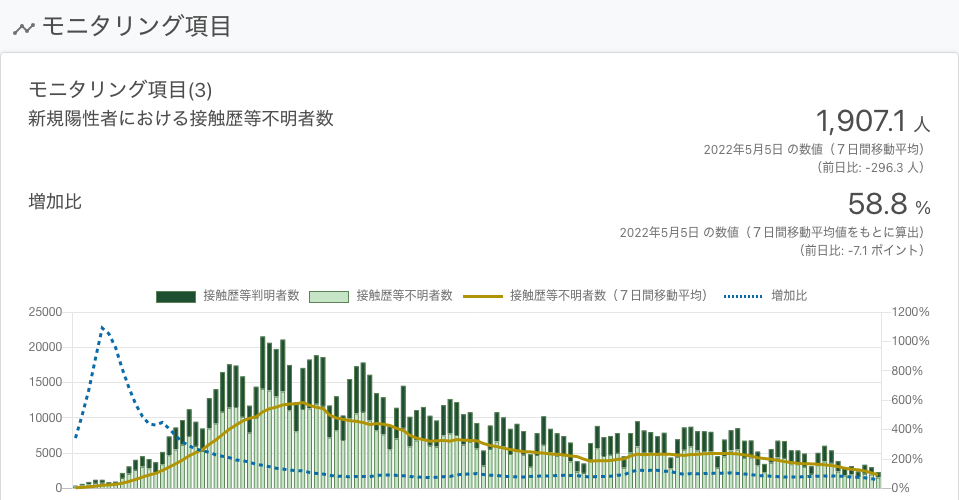 モニタリング項目
モニタリング項目(3)
新規陽性者における接触歴等不明者数
1,907.1 人
2022年5月5日 の数値（７日間移動平均）
（前日比: -296.3 人）
増加比
58.8 %
2022年5月5日 の数値（７日間移動平均値をもとに算出）
（前日比: -7.1 ポイント）
接触歴等判明者数 接触歴等不明者数 接触歴等不明者数（７日間移動平均） 増加比
25000 1200%
20000 1000%
15000 800%
10000 600%
5000 400%
0 200%
0%